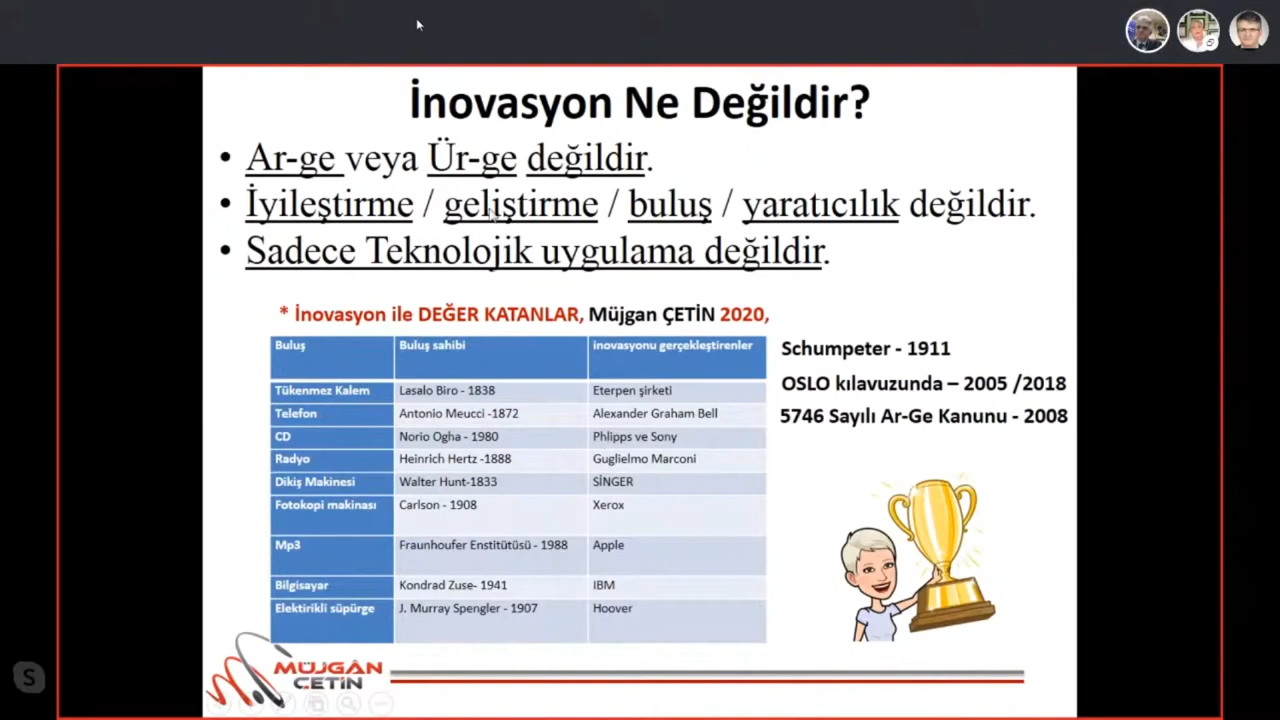 İnovasyon Ne Değildir?
• Ar-ge veya Ür-ge değildir.
• İyileştirme / geliştirme / buluş / yaratıcılık değildir.
• Sadece Teknolojik uygulama değildir.
* İnovasyon ile DEĞER KATANLAR, Müjgan ÇETİN 2020,
Buluş Buluş sahibi inovasyonu gerçekleştirenler
Tükenmez Kalem Lasalo Biro - 1838 Eterpen şirketi
Telefon Antonio Meucci -1872 Alexander Graham Bell
CD Norio Ogha - 1980 Phlipps ve Sony
Radyo Heinrich Hertz -1888 Guglielmo Marconi
Dikiş Makinesi Walter Hunt-1833 SİNGER
Fotokopi makinası Carlson - 1908 Xerox
Mp3 Fraunhoufer Enstitütüsü - 1988 Apple
Bilgisayar Kondrad Zuse- 1941 IBM
Elektirikli süpürge J. Murray Spengler - 1907 Hoover
Schumpeter - 1911
OSLO kılavuzunda – 2005 /2018
5746 Sayılı Ar-Ge Kanunu - 2008
MÜJGÂN
ÇETİN
S